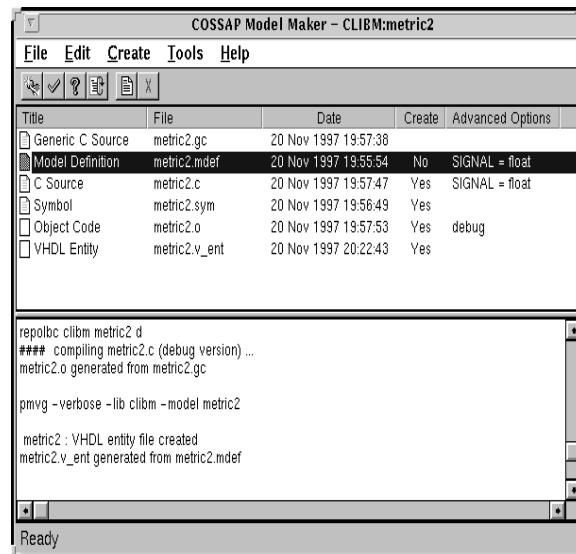 COSSAP Model Maker – CLIBM:metric2
File Edit Create Tools Help
Title File Date Create Advanced Options
Generic C Source metric2.gc 20 Nov 1997 19:57:38
Model Definition metric2.mdef 20 Nov 1997 19:55:54 No SIGNAL = float
C Source metric2.c 20 Nov 1997 19:57:47 Yes SIGNAL = float
Symbol metric2.sym 20 Nov 1997 19:56:49 Yes
Object Code metric2.o 20 Nov 1997 19:57:53 Yes debug
VHDL Entity metric2.v_ent 20 Nov 1997 20:22:43 Yes
repolbc clibm metric2 d
#### compiling metric2.c (debug version) ...
metric2.o generated from metric2.gc
pmvg –verbose –lib clibm –model metric2
metric2 : VHDL entity file created
metric2.v_ent generated from metric2.mdef
Ready